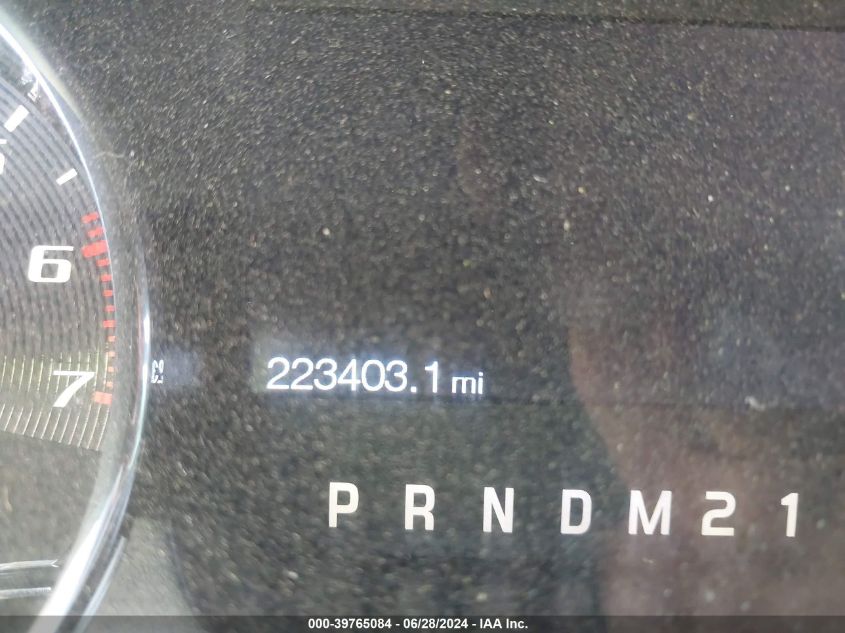 6
7
223403.1 mi
P R N D M 2 1
000-39765084 - 06/28/2024 - IAA Inc.